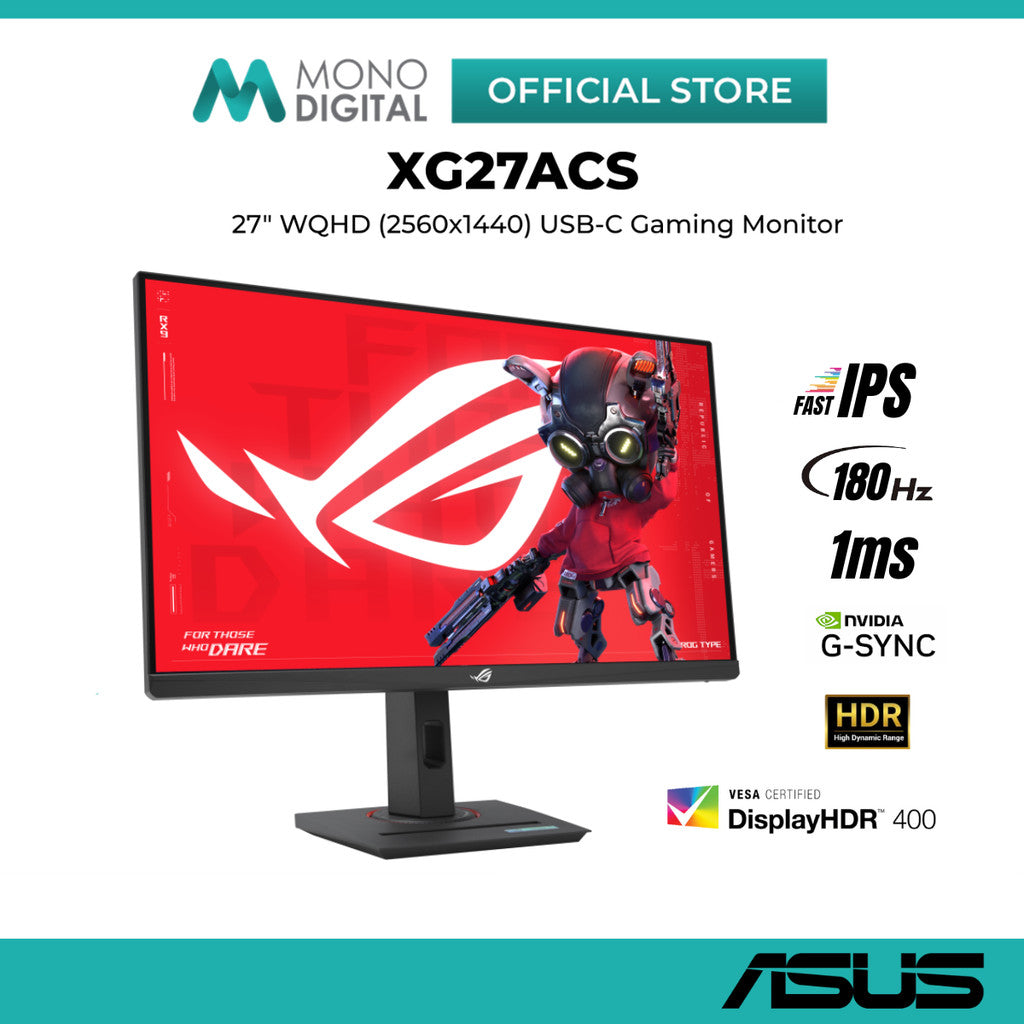 MONO
DIGITAL
OFFICIAL STORE
XG27ACS
27" WQHD (2560x1440) USB-C Gaming Monitor
RX9
REPUBLIC OF GAMERS
FOR THOSE
WHO DARE
ROG TYPE
FAST IPS
180Hz
1ms
NVIDIA
G-SYNC
HDR
High Dynamic Range
VESA CERTIFIED
DisplayHDR™ 400
ASUS